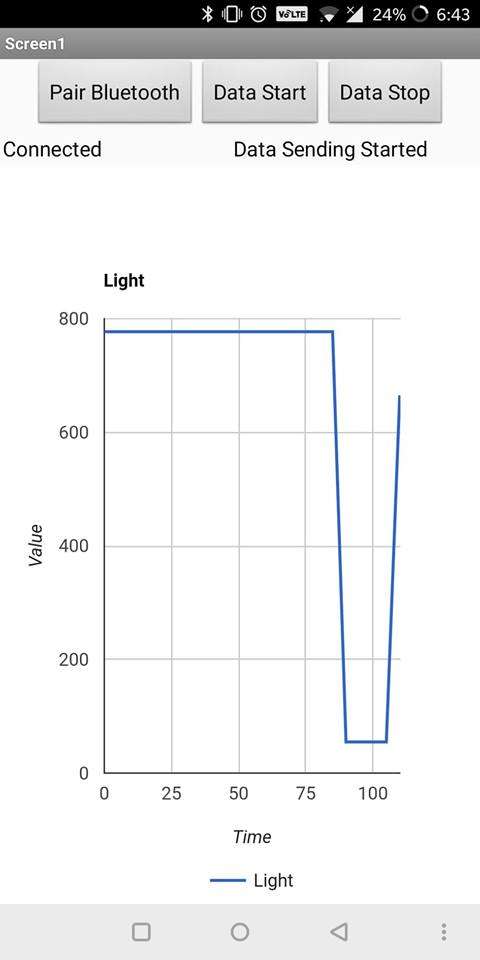 VoLTE 24% 6:43
Screen1
Pair Bluetooth Data Start Data Stop
Connected Data Sending Started
Light
800
600
400
200
0
Value
0 25 50 75 100
Time
Light